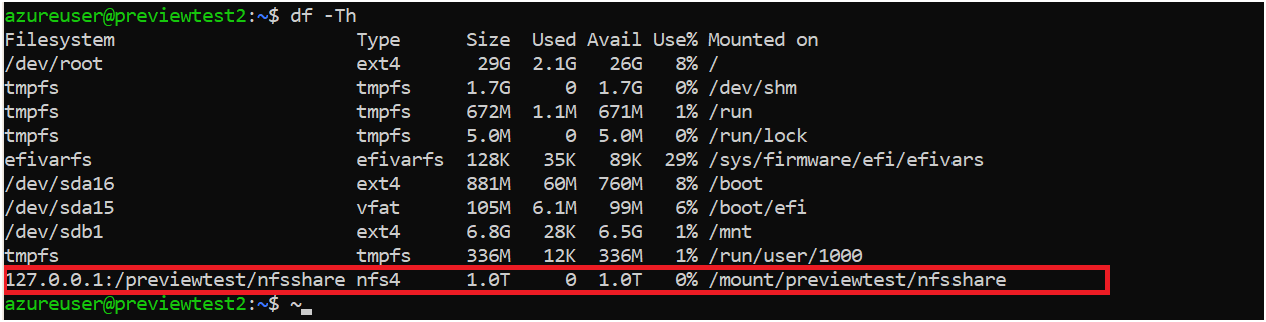 azureuser@previewtest2:~$ df -Th
Filesystem                    Type      Size  Used Avail Use% Mounted on
/dev/root                     ext4       29G  2.1G   26G   8% /
tmpfs                         tmpfs     1.7G     0  1.7G   0% /dev/shm
tmpfs                         tmpfs     672M  1.1M  671M   1% /run
tmpfs                         tmpfs     5.0M     0  5.0M   0% /run/lock
efivarfs                      efivarfs  128K   35K   89K  29% /sys/firmware/efi/efivars
/dev/sda16                    ext4      881M   60M  760M   8% /boot
/dev/sda15                    vfat      105M  6.1M   99M   6% /boot/efi
/dev/sdb1                     ext4      6.8G   28K  6.5G   1% /mnt
tmpfs                         tmpfs     336M   12K  336M   1% /run/user/1000
127.0.0.1:/previewtest/nfsshare nfs4      1.0T     0  1.0T   0% /mount/previewtest/nfsshare
azureuser@previewtest2:~$ ~